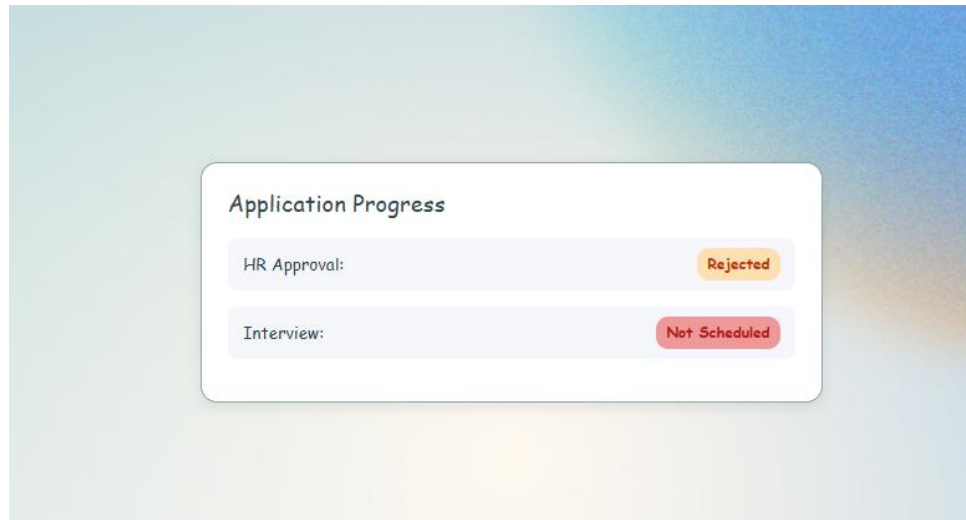 Application Progress
HR Approval: Rejected
Interview: Not Scheduled